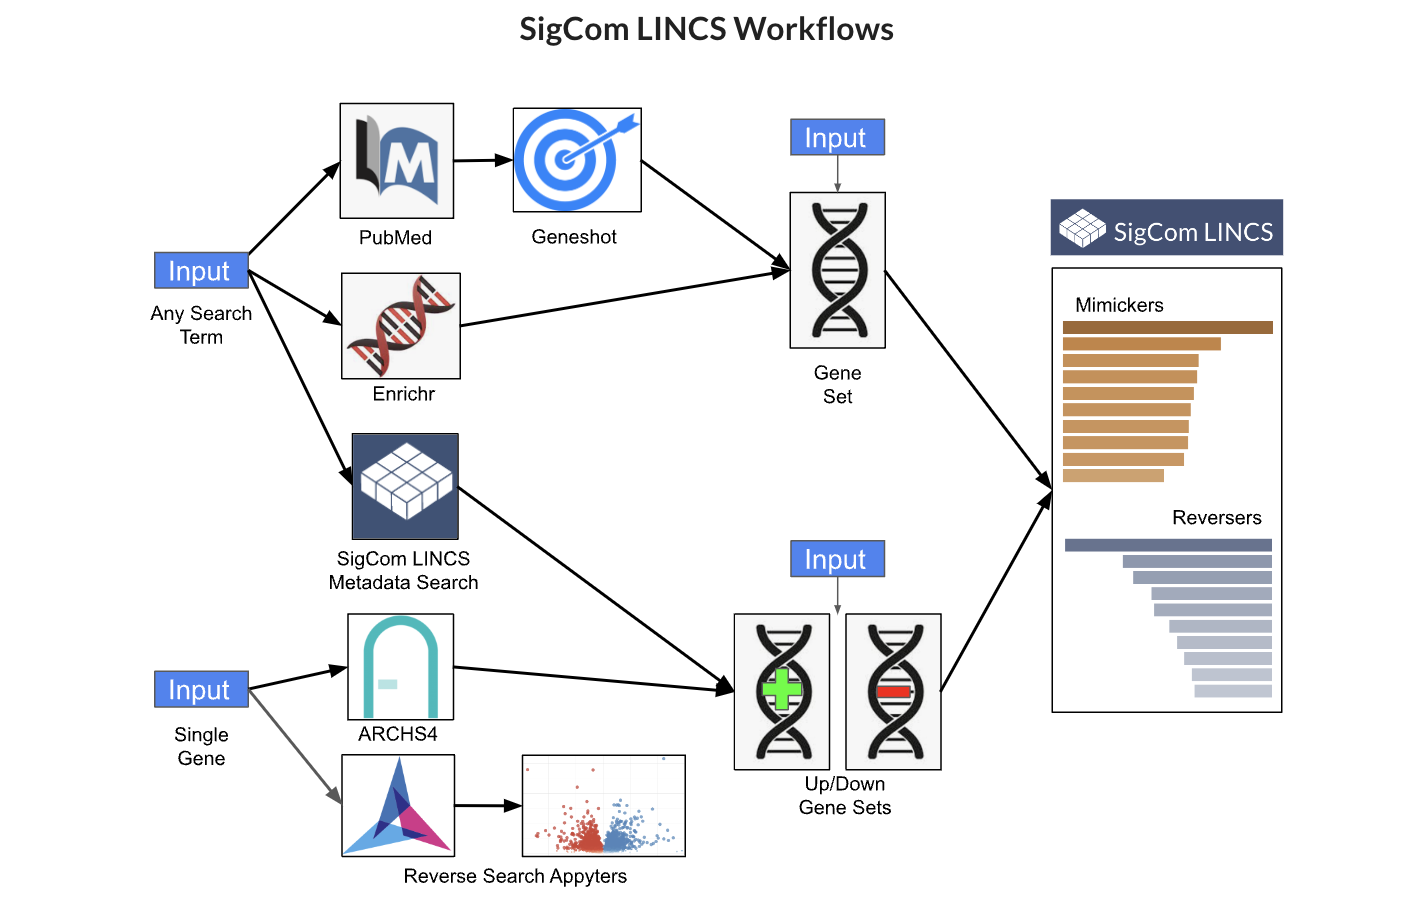 SigCom LINCS Workflows
Input
Any Search
Term
M
PubMed
Geneshot
Enrichr
SigCom LINCS
Metadata Search
Input
Single
Gene
ARCHS4
Reverse Search Appyters
Input
Gene
Set
Input
Up/Down
Gene Sets
SigCom LINCS
Mimickers
Reversers